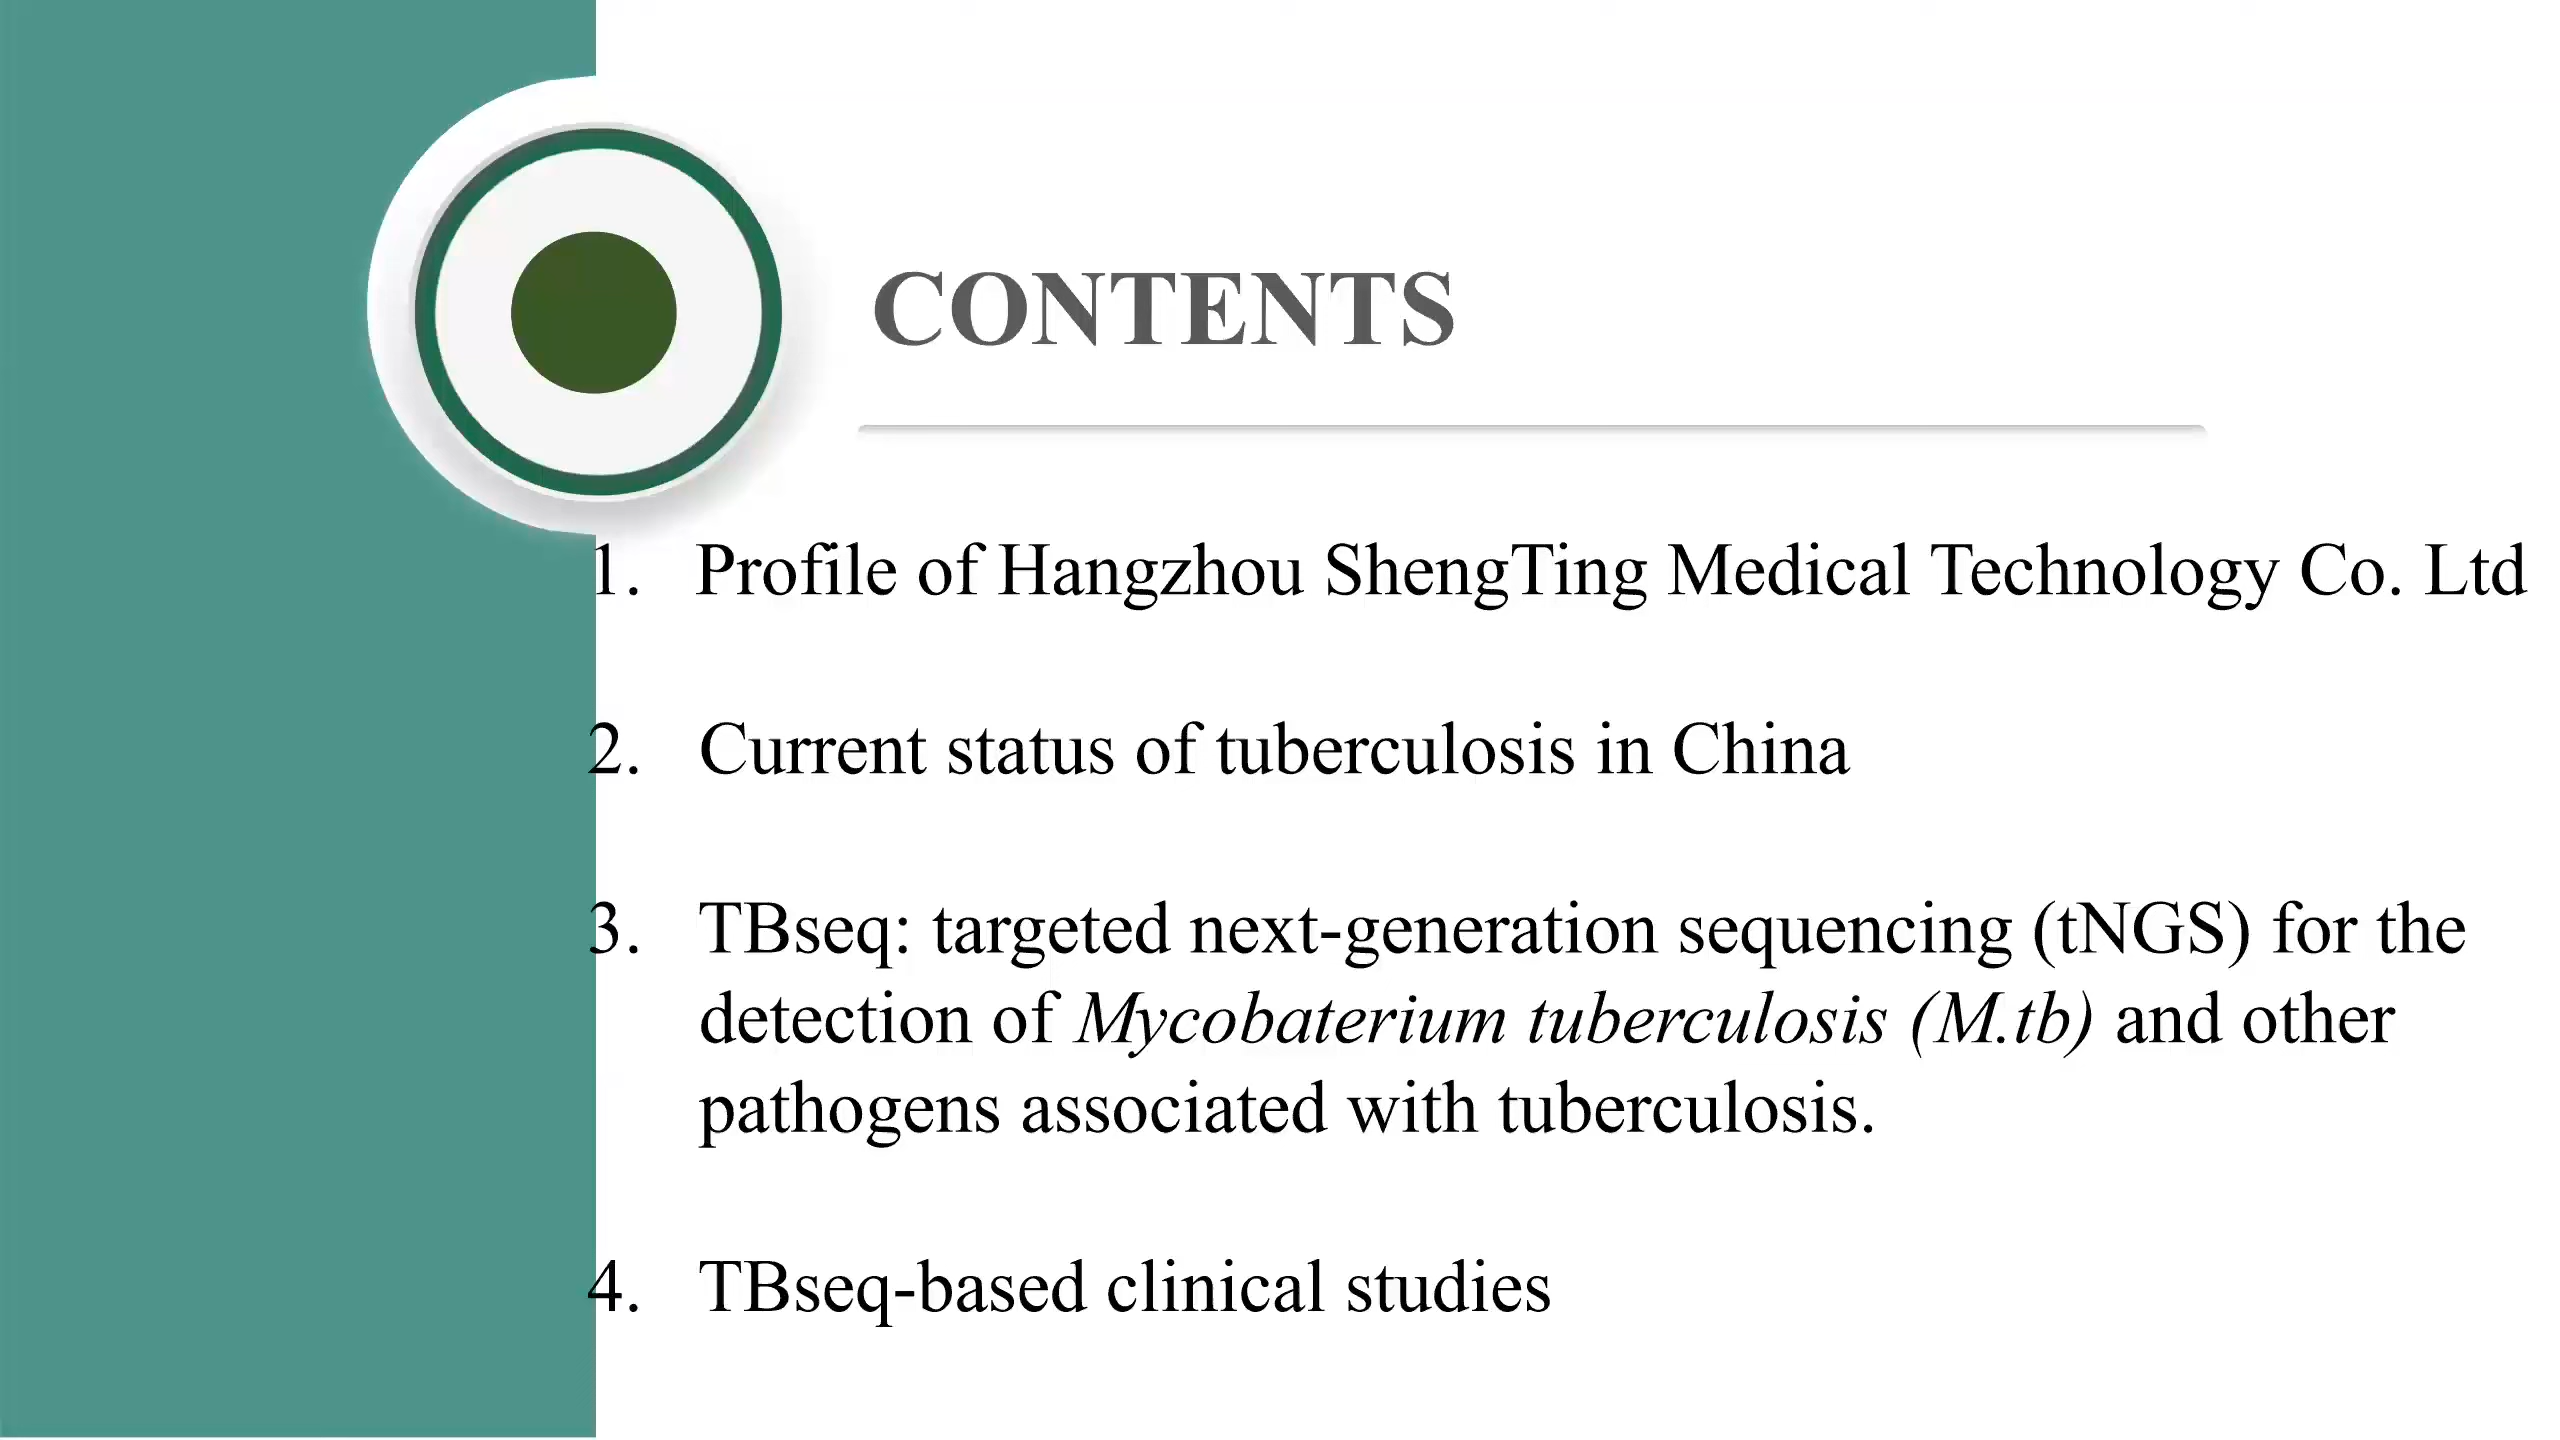 CONTENTS
1. Profile of Hangzhou ShengTing Medical Technology Co. Ltd
2. Current status of tuberculosis in China
3. TBseq: targeted next-generation sequencing (tNGS) for the
detection of Mycobaterium tuberculosis (M.tb) and other
pathogens associated with tuberculosis.
4. TBseq-based clinical studies